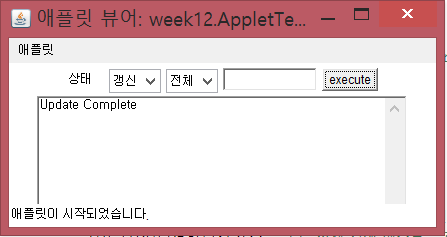 애플릿 뷰어: week12.AppletTe...
애플릿
상태 갱신 전체 execute
Update Complete
애플릿이 시작되었습니다.